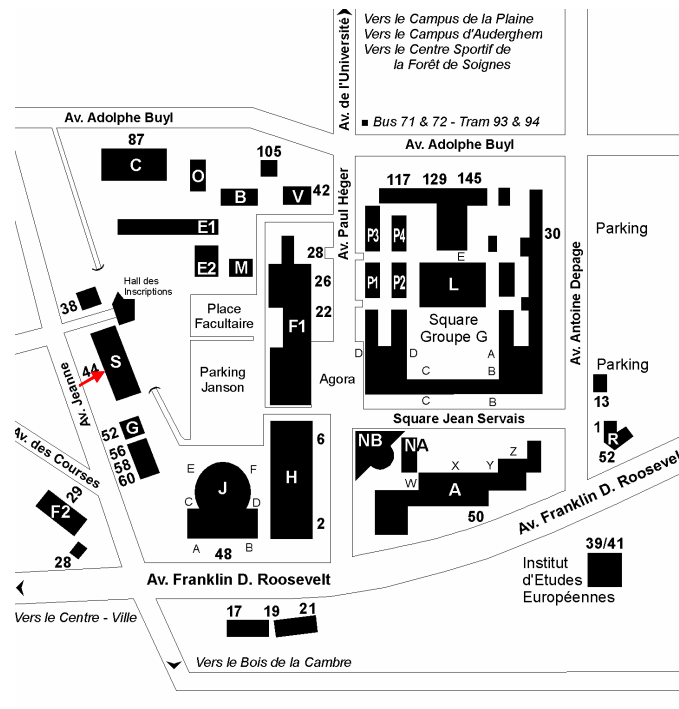 Vers le Campus de la Plaine
Vers le Campus d'Auderghem
Vers le Centre Sportif de
la Forêt de Soignes
Av. de l'Université
Bus 71 & 72 - Tram 93 & 94
Av. Adolphe Buyl
Av. Adolphe Buyl
87
C
O
105
B
V
42
Av. Paul Héger
117
129
145
P3
P4
30
E1
E
Parking
E2
M
28
26
22
P1
P2
L
Av. Antoine Depage
Hall des
Inscriptions
38
Place
Facultaire
F1
Square
Groupe G
44
S
Av. Jeanne
Parking
Janson
Agora
D
D
A
C
B
C
B
Parking
13
Square Jean Servais
52
G
56
58
60
1
R
52
6
H
2
NB
NA
X
Y
Z
W
A
50
E
F
J
C
D
A
B
48
Av. des Courses
29
F2
28
Av. Franklin D. Roosevelt
Av. Franklin D. Roosevelt
39/41
Institut
d'Etudes
Européennes
17
19
21
Vers le Centre - Ville
Vers le Bois de la Cambre